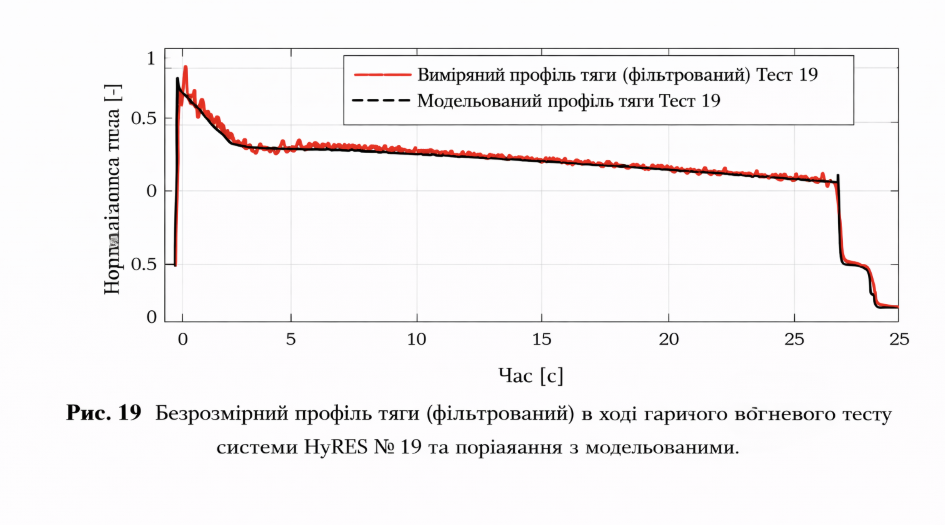 1
0.5
0
0.5
0
[-]
Виміряний профіль тяги (фільтрований) Тест 19
Модельований профіль тяги Тест 19
0 5 10 15 20 25 25
Час [с]
Рис. 19 Безрозмірний профіль тяги (фільтрований) в ході гаричого вогневого тесту
системи HyRES № 19 та поріаяання з модельованими.